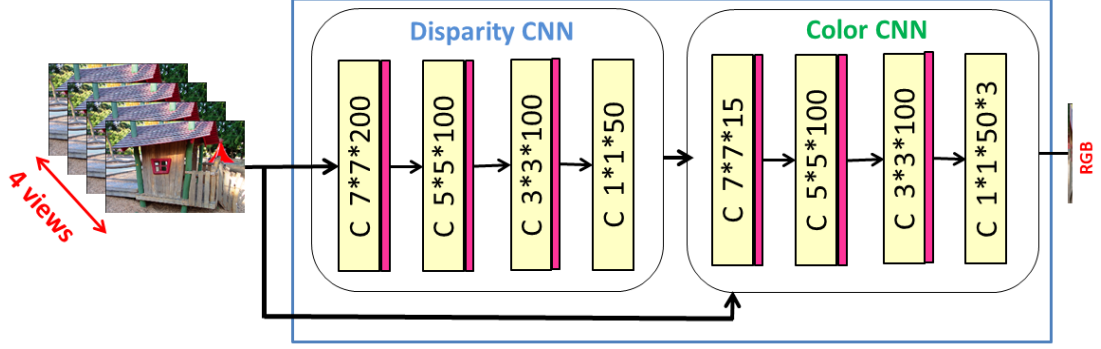 Disparity CNN
Color CNN
4 views
C 7*7*200
C 5*5*100
C 3*3*100
C 1*1*50
C 7*7*15
C 5*5*100
C 3*3*100
C 1*1*50*3
RGB